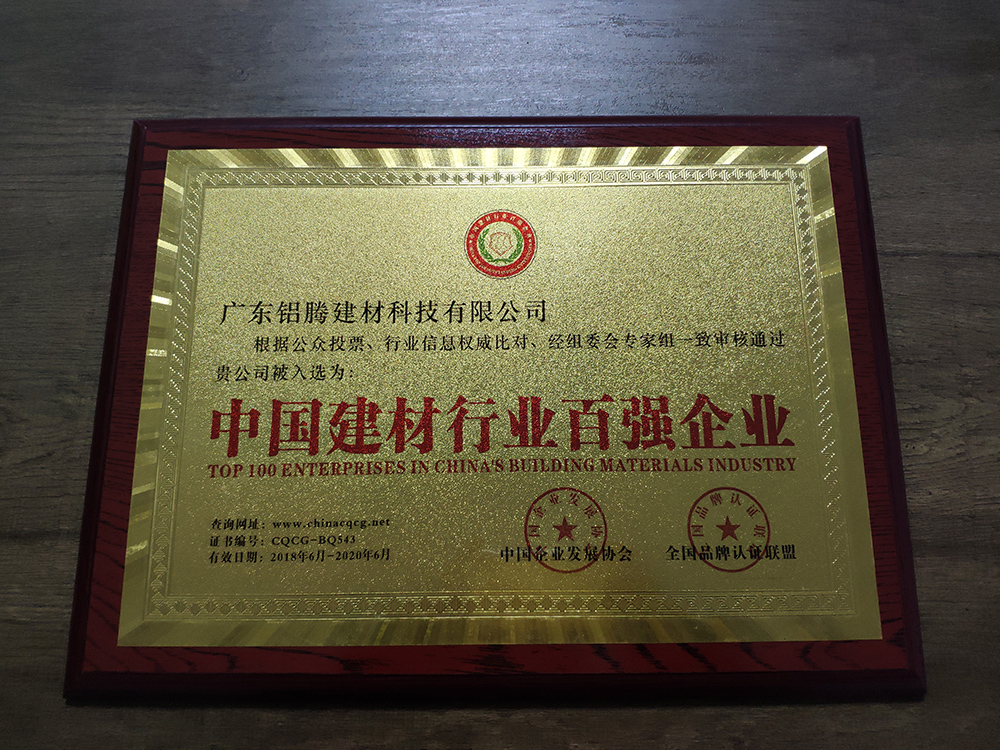 广东铝腾建材科技有限公司
根据公众投票、行业信息权威比对、经组委会专家组一致审核通过
贵公司被入选为:
中国建材行业百强企业
TOP 100 ENTERPRISES IN CHINA'S BUILDING MATERIALS INDUSTRY
查询网址: www.chinacqcg.net
证书编号: CQCG-BQ543
有效日期: 2018年6月-2020年6月
中国企业发展协会
全国品牌认证联盟